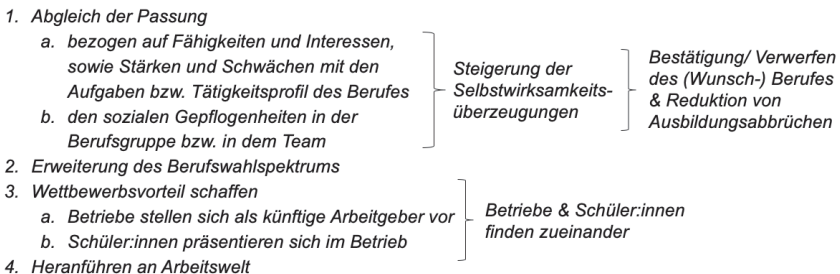 1. Abgleich der Passung
a. bezogen auf Fähigkeiten und Interessen,
sowie Stärken und Schwächen mit den
Aufgaben bzw. Tätigkeitsprofil des Berufes
b. den sozialen Gepflogenheiten in der
Berufsgruppe bzw. in dem Team
Steigerung der
Selbstwirksamkeits-
überzeugungen
Bestätigung/ Verwerfen
des (Wunsch-) Berufes
& Reduktion von
Ausbildungsabbrüchen
2. Erweiterung des Berufswahlspektrums
3. Wettbewerbsvorteil schaffen
a. Betriebe stellen sich als künftige Arbeitgeber vor
b. Schüler:innen präsentieren sich im Betrieb
Betriebe & Schüler:innen
finden zueinander
4. Heranführen an Arbeitswelt